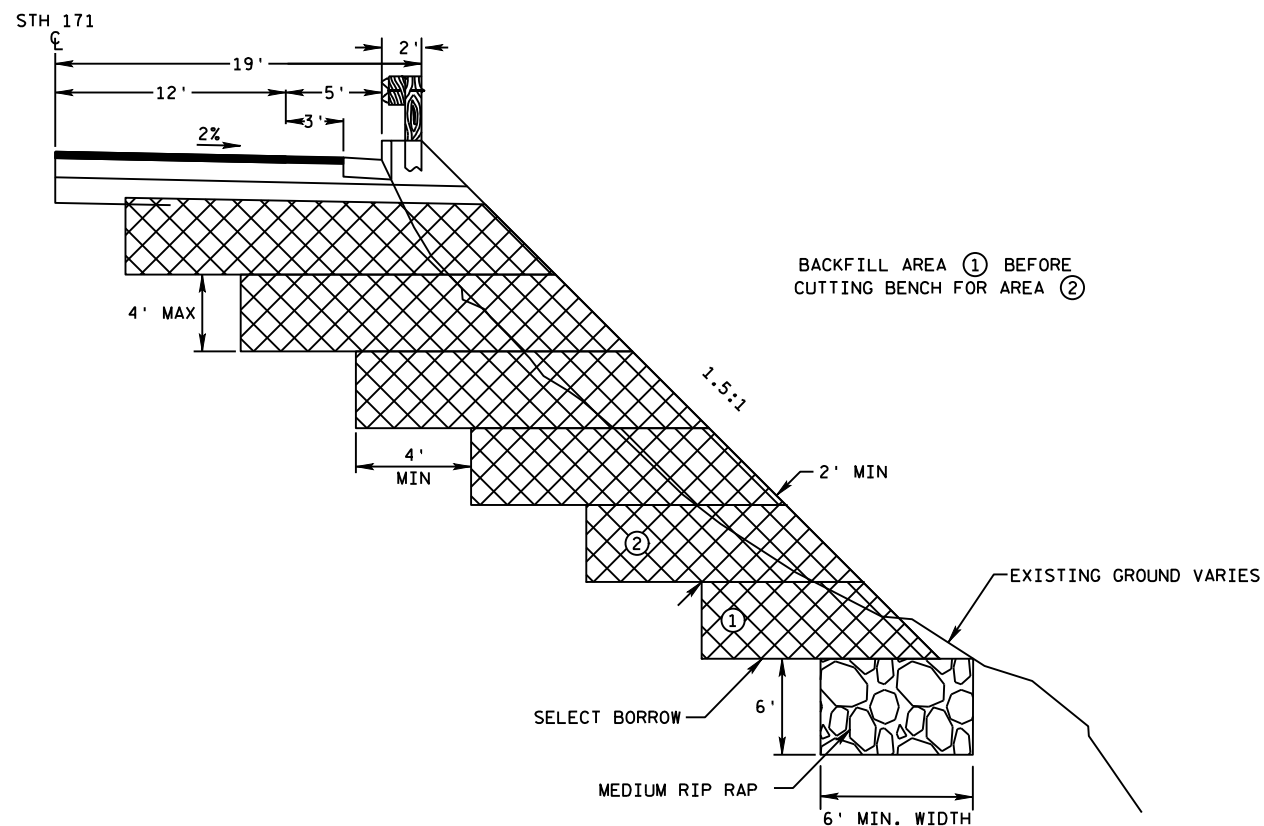 STH 171
℄
2'
19'
12'
5'
3'
2%
BACKFILL AREA ① BEFORE
CUTTING BENCH FOR AREA ②
4' MAX
1.5:1
4'
MIN
2' MIN
②
EXISTING GROUND VARIES
①
6'
SELECT BORROW
MEDIUM RIP RAP
6' MIN. WIDTH